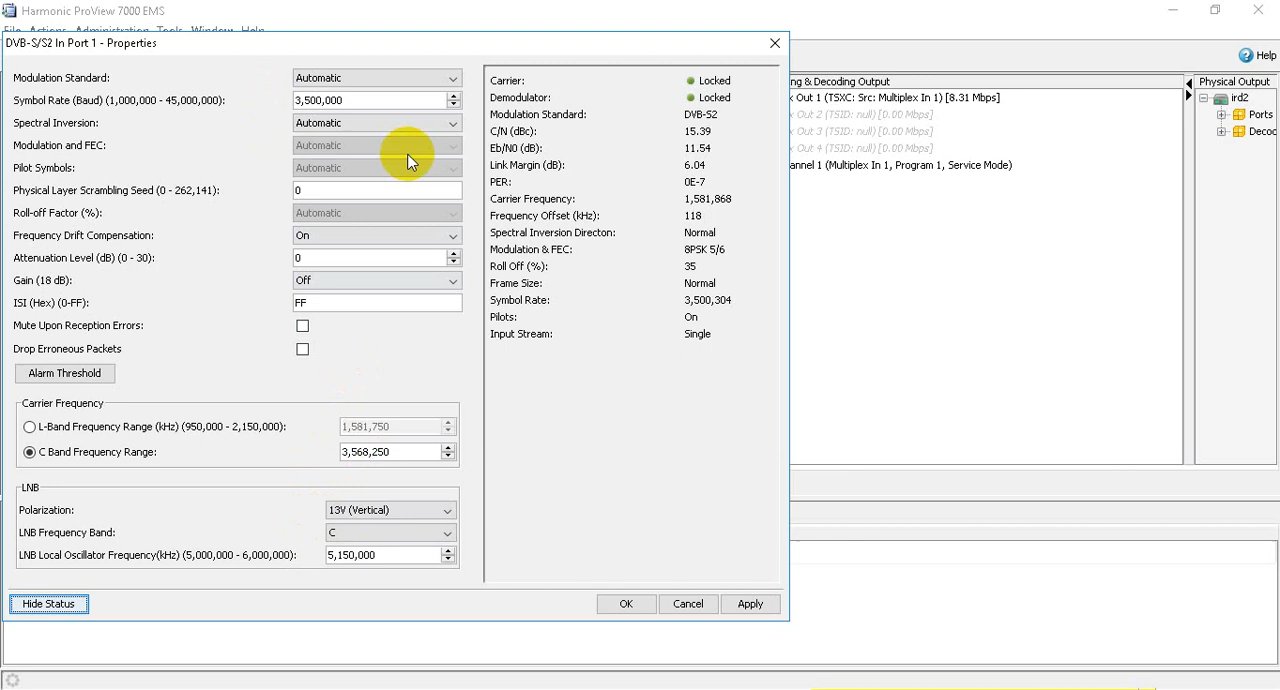 Harmonic ProView 7000 EMS
File Actions Administration Tools Window Help
DVB-S/S2 In Port 1 - Properties
Help
Modulation Standard: Automatic
Symbol Rate (Baud) (1,000,000 - 45,000,000): 3,500,000
Spectral Inversion: Automatic
Modulation and FEC: Automatic
Pilot Symbols: Automatic
Physical Layer Scrambling Seed (0 - 262,141): 0
Roll-off Factor (%): Automatic
Frequency Drift Compensation: On
Attenuation Level (dB) (0 - 30): 0
Gain (18 dB): Off
ISI (Hex) (0-FF): FF
Mute Upon Reception Errors:
Drop Erroneous Packets
Alarm Threshold
Carrier Frequency
L-Band Frequency Range (kHz) (950,000 - 2,150,000): 1,581,750
C Band Frequency Range: 3,568,250
LNB
Polarization: 13V (Vertical)
LNB Frequency Band: C
LNB Local Oscillator Frequency(kHz) (5,000,000 - 6,000,000): 5,150,000
Hide Status
OK
Cancel
Apply
Carrier: Locked
Demodulator: Locked
Modulation Standard: DVB-S2
C/N (dBc): 15.39
Eb/N0 (dB): 11.54
Link Margin (dB): 6.04
PER: 0E-7
Carrier Frequency: 1,581,868
Frequency Offset (kHz): 118
Spectral Inversion Directon: Normal
Modulation & FEC: 8PSK 5/6
Roll Off (%): 35
Frame Size: Normal
Symbol Rate: 3,500,304
Pilots: On
Input Stream: Single
ng & Decoding Output
x Out 1 (TSXC: Src: Multiplex In 1) [8.31 Mbps]
x Out 2 (TSID: null) [0.00 Mbps]
x Out 3 (TSID: null) [0.00 Mbps]
x Out 4 (TSID: null) [0.00 Mbps]
annel 1 (Multiplex In 1, Program 1, Service Mode)
Physical Output
ird2
Ports
Decod